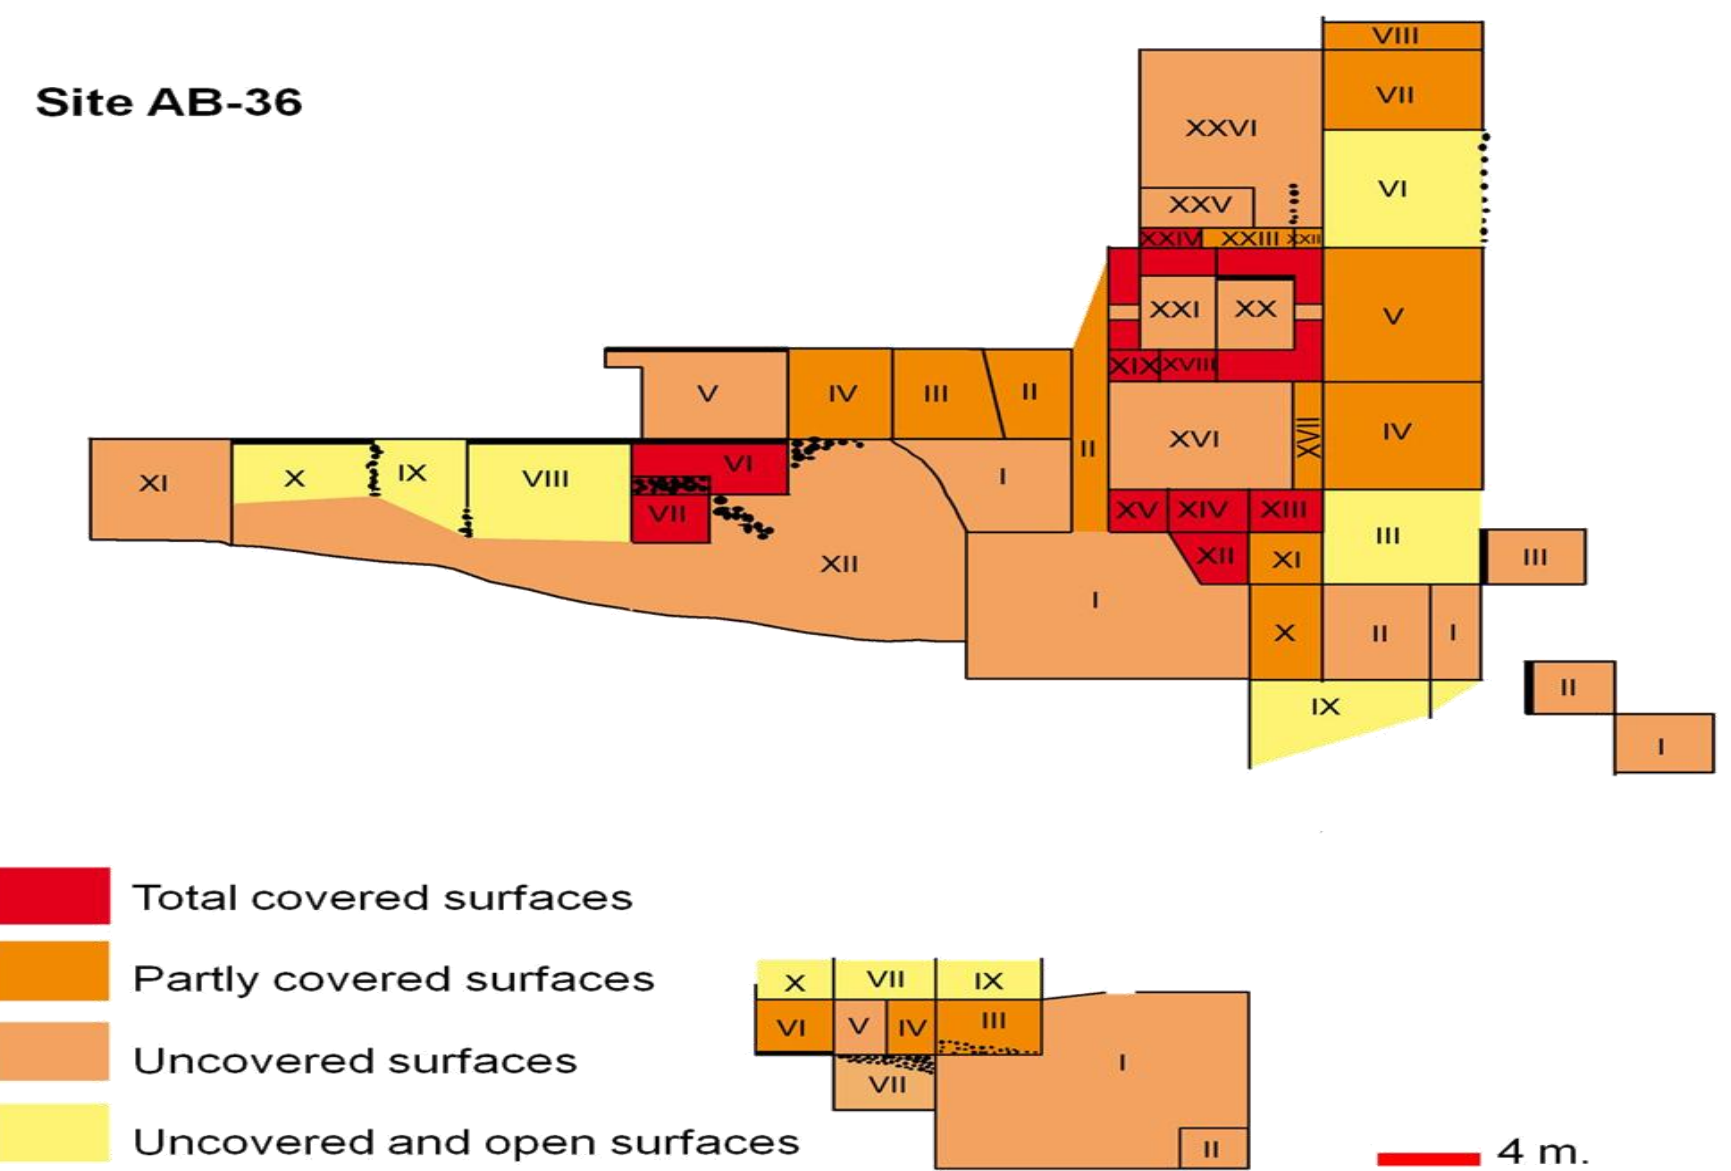 VIII
Site AB-36
VII
XXVI
VI
XXV
XXIV XXIII XXII
XXI XX V
XIX XVIII
V IV III II
XVI XVII IV
II
XI X IX VIII VI I
VII XV XIV XIII
III
XII XII XI III
I
X II I
II
IX
I
Total covered surfaces
Partly covered surfaces
X VII IX
VI V IV III
Uncovered surfaces
I
VII
Uncovered and open surfaces
II
4 m.